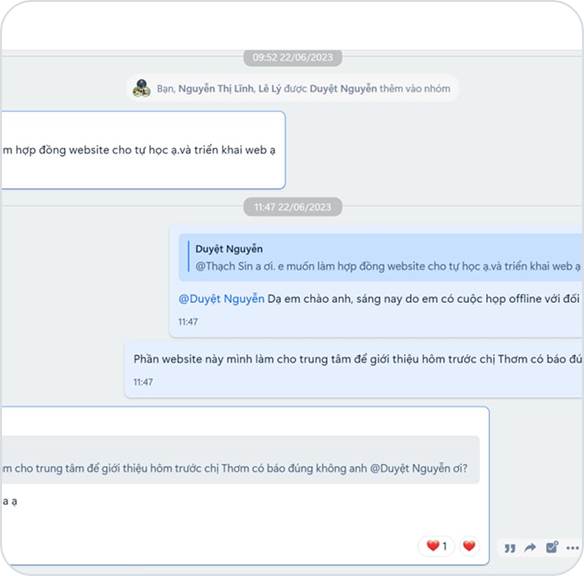 09:52 22/06/2023
Bạn, Nguyễn Thị Lĩnh, Lê Lý được Duyệt Nguyễn thêm vào nhóm
m hợp đồng website cho tự học ạ.và triển khai web ạ
11:47 22/06/2023
Duyệt Nguyễn
@Thạch Sin a ơi. e muốn làm hợp đồng website cho tự học ạ.và triển khai web ạ
@Duyệt Nguyễn Dạ em chào anh, sáng nay do em có cuộc họp offline với đối
11:47
Phần website này mình làm cho trung tâm để giới thiệu hôm trước chị Thơm có báo đú
11:47
m cho trung tâm để giới thiệu hôm trước chị Thơm có báo đúng không anh @Duyệt Nguyễn ơi?
a ạ
1